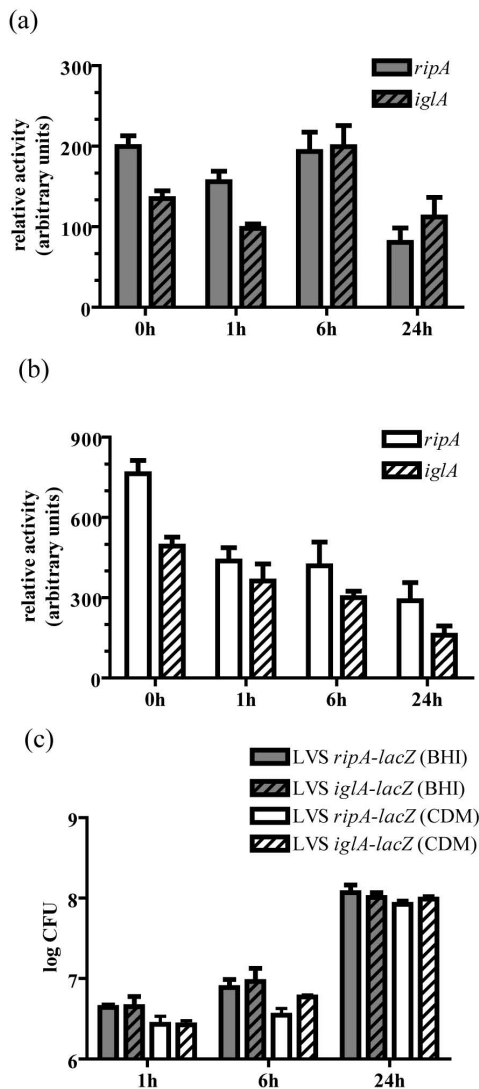 (a)
300
200
100
0
relative activity
(arbitrary units)
ripA
iglA
0h 1h 6h 24h
(b)
900
600
300
0
relative activity
(arbitrary units)
ripA
iglA
0h 1h 6h 24h
(c)
LVS ripA-lacZ (BHI)
LVS iglA-lacZ (BHI)
LVS ripA-lacZ (CDM)
LVS iglA-lacZ (CDM)
9
8
7
6
log CFU
1h 6h 24h